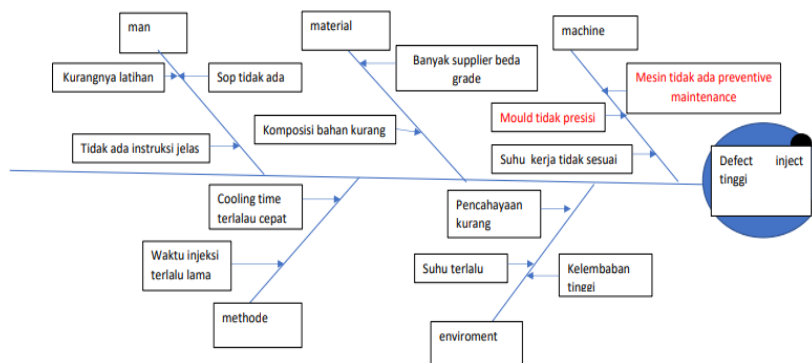 man
material
machine
Kurangnya latihan
Sop tidak ada
Banyak supplier beda
grade
Mesin tidak ada preventive
maintenance
Mould tidak presisi
Komposisi bahan kurang
Tidak ada instruksi jelas
Suhu kerja tidak sesuai
Defect inject
tinggi
Cooling time
terlalau cepat
Pencahayaan
kurang
Waktu injeksi
terlalu lama
Suhu terlalu
Kelembaban
tinggi
methode
enviroment